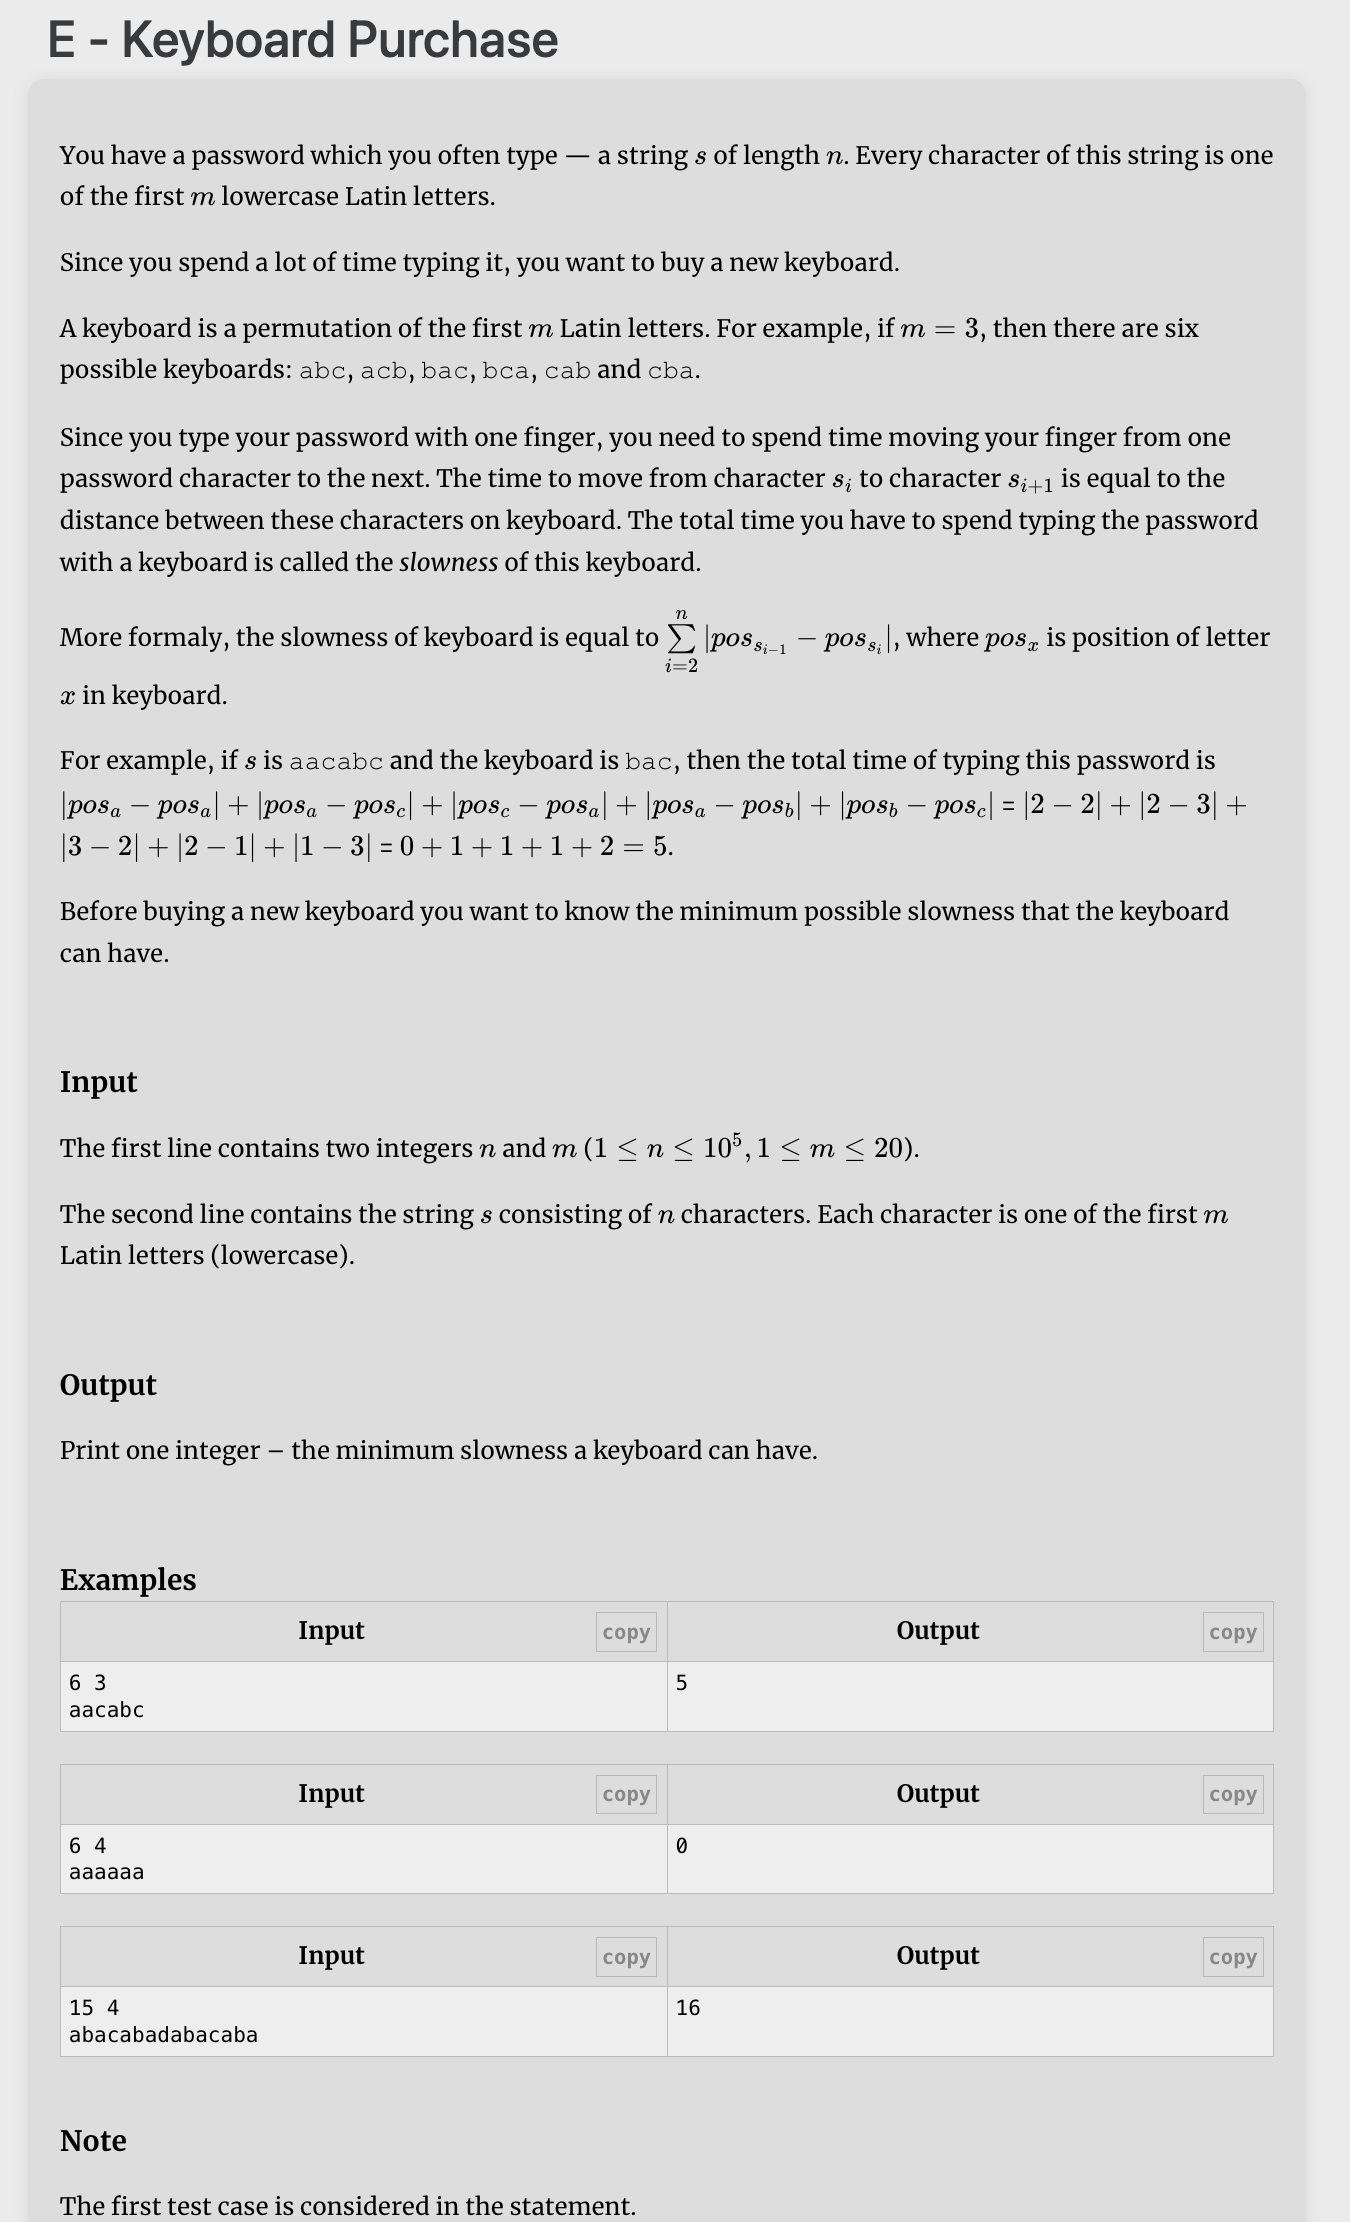 E - Keyboard Purchase
You have a password which you often type — a string s of length n. Every character of this string is one
of the first m lowercase Latin letters.
Since you spend a lot of time typing it, you want to buy a new keyboard.
A keyboard is a permutation of the first m Latin letters. For example, if m = 3, then there are six
possible keyboards: abc, acb, bac, bca, cab and cba.
Since you type your password with one finger, you need to spend time moving your finger from one
password character to the next. The time to move from character s_i to character s_{i+1} is equal to the
distance between these characters on keyboard. The total time you have to spend typing the password
with a keyboard is called the slowness of this keyboard.
More formaly, the slowness of keyboard is equal to \sum_{i=2}^{n} |pos_{s_{i-1}} − pos_{s_i}|, where pos_x is position of letter
x in keyboard.
For example, if s is aacabc and the keyboard is bac, then the total time of typing this password is
|pos_a − pos_a| + |pos_a − pos_c| + |pos_c − pos_a| + |pos_a − pos_b| + |pos_b − pos_c| = |2 − 2| + |2 − 3| +
|3 − 2| + |2 − 1| + |1 − 3| = 0 + 1 + 1 + 1 + 2 = 5.
Before buying a new keyboard you want to know the minimum possible slowness that the keyboard
can have.
Input
The first line contains two integers n and m (1 ≤ n ≤ 10^5, 1 ≤ m ≤ 20).
The second line contains the string s consisting of n characters. Each character is one of the first m
Latin letters (lowercase).
Output
Print one integer – the minimum slowness a keyboard can have.
Examples
Input copy Output copy
6 3 5
aacabc
Input copy Output copy
6 4 0
aaaaaa
Input copy Output copy
15 4 16
abacabadabacaba
Note
The first test case is considered in the statement.